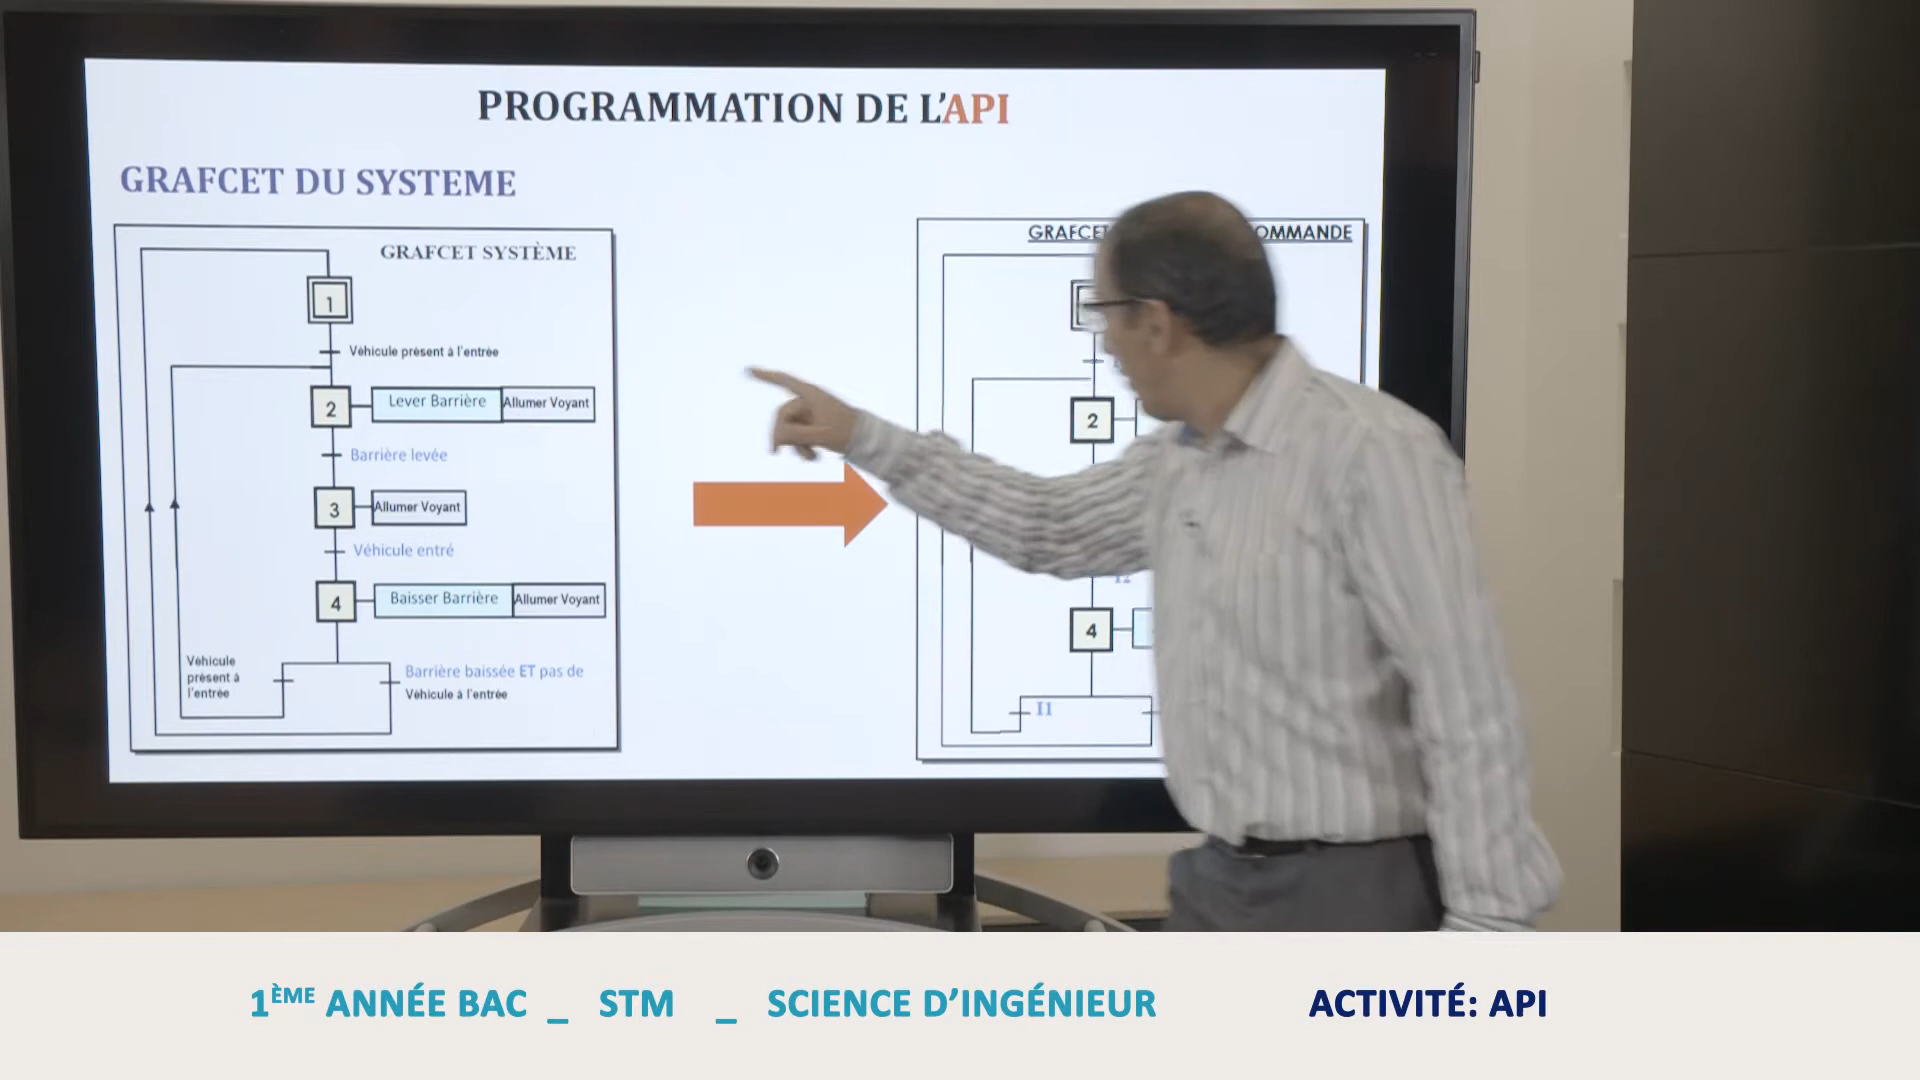 PROGRAMMATION DE L'API
GRAFCET DU SYSTEME
GRAFCET SYSTÈME
1
Véhicule présent à l'entrée
2
Lever Barrière
Allumer Voyant
Barrière levée
3
Allumer Voyant
Véhicule entré
4
Baisser Barrière
Allumer Voyant
Véhicule
présent à
l'entrée
Barrière baissée ET pas de
Véhicule à l'entrée
2
4
I1
1ÈME ANNÉE BAC _ STM _ SCIENCE D'INGÉNIEUR
ACTIVITÉ: API